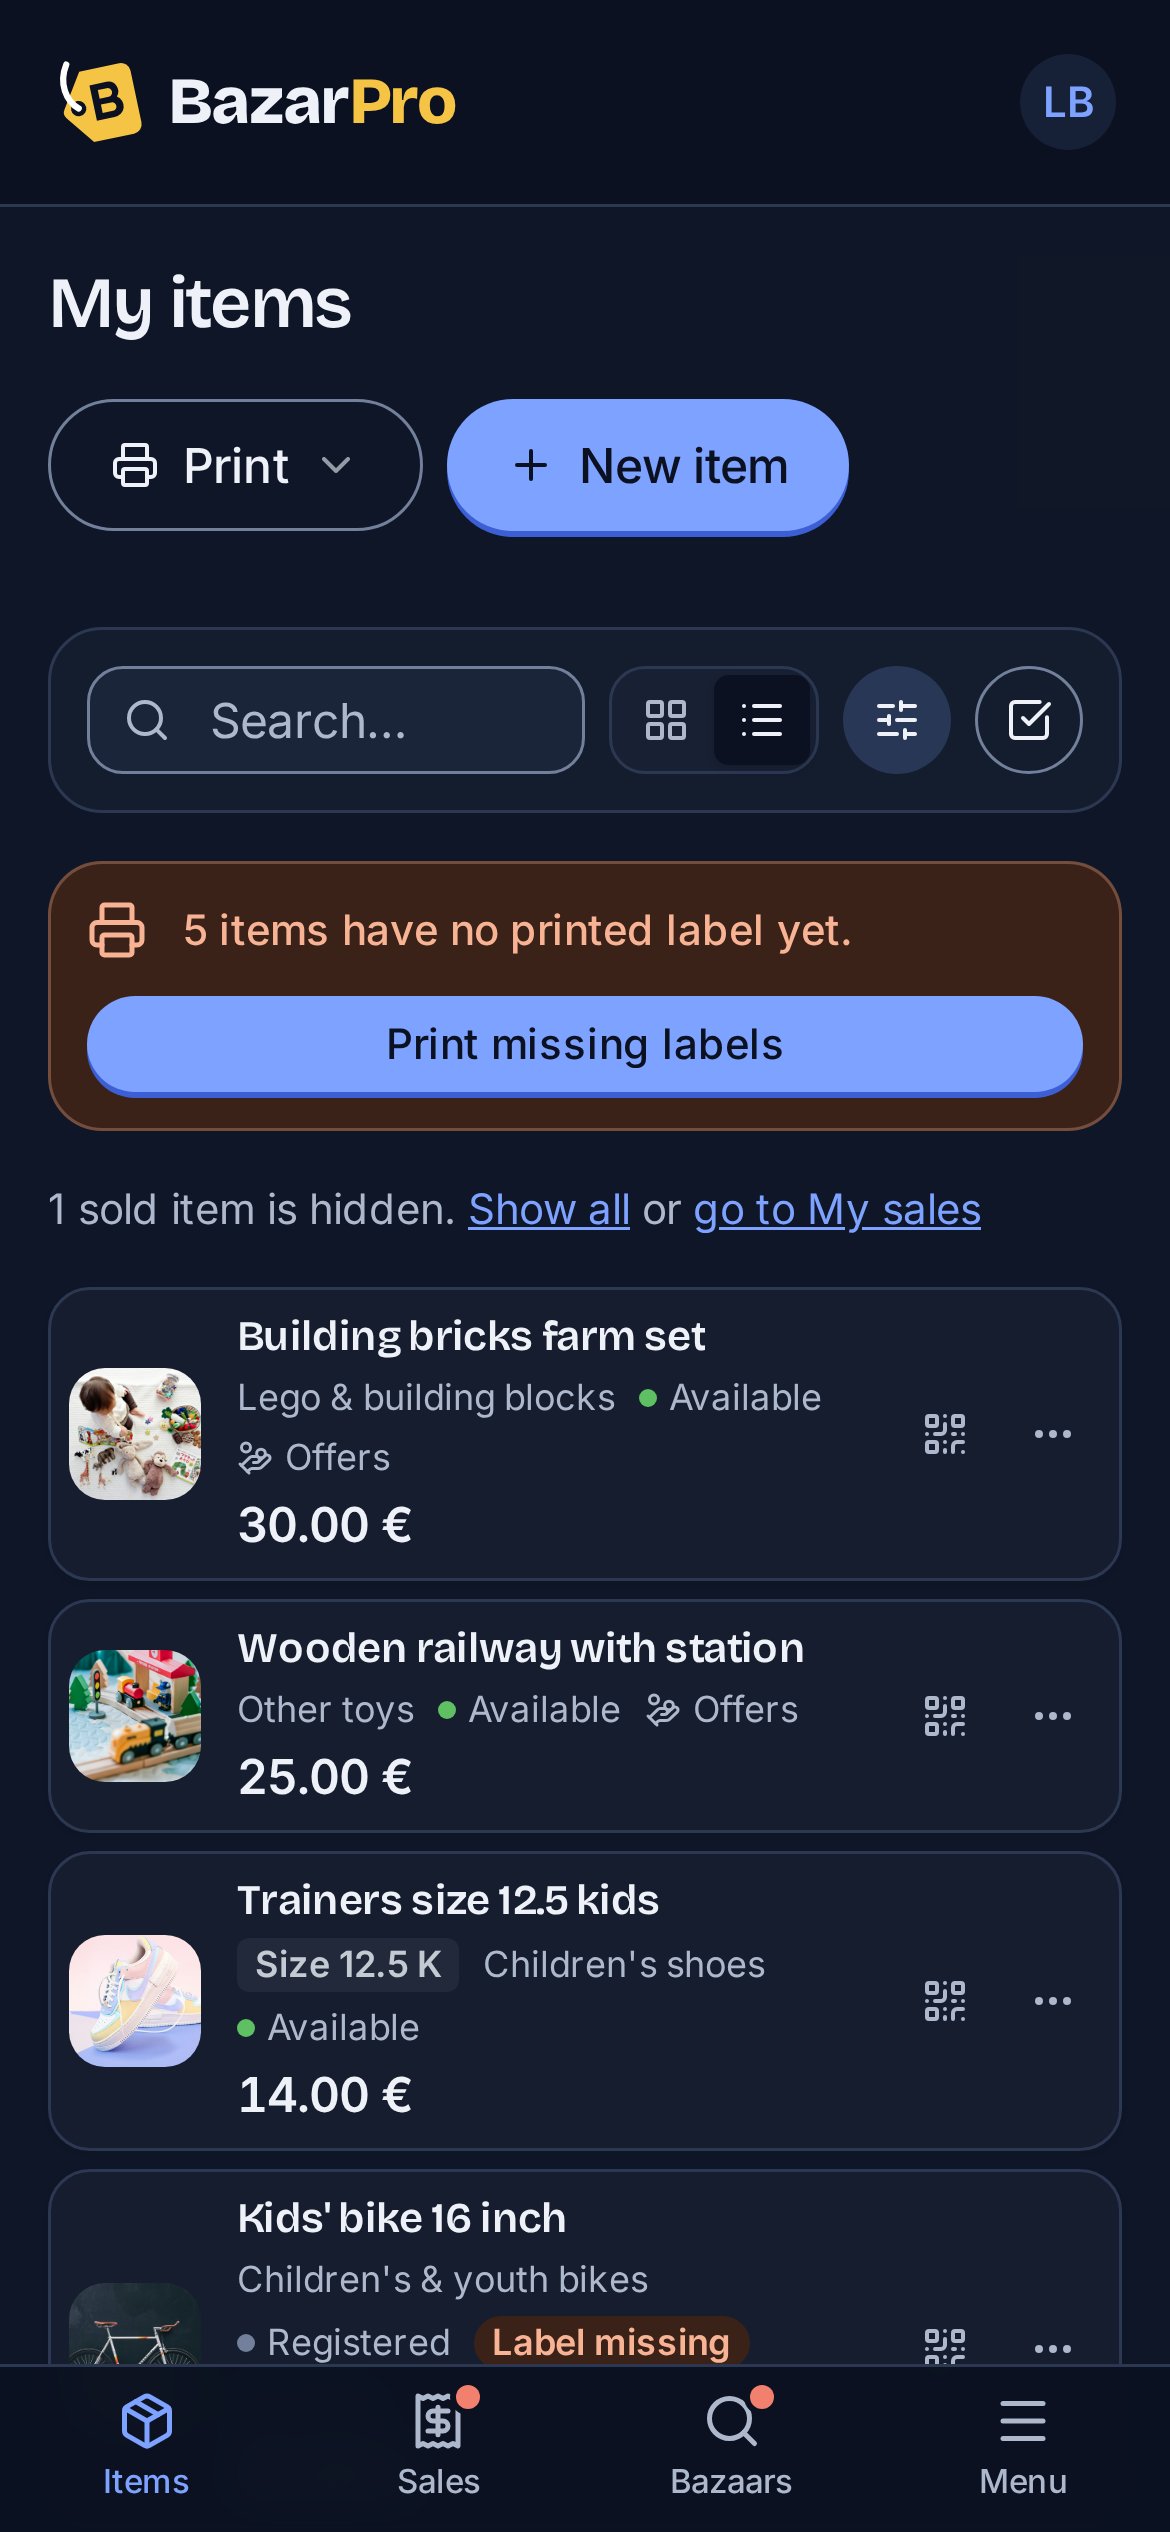 B BazarPro
LB
My items
Print
New item
Search...
5 items have no printed label yet.
Print missing labels
1 sold item is hidden. Show all or go to My sales
Building bricks farm set
Lego & building blocks Available
Offers
30.00 €
Wooden railway with station
Other toys Available Offers
25.00 €
Trainers size 12.5 kids
Size 12.5 K Children's shoes
Available
14.00 €
Kids' bike 16 inch
Children's & youth bikes
Registered Label missing
Items Sales Bazaars Menu